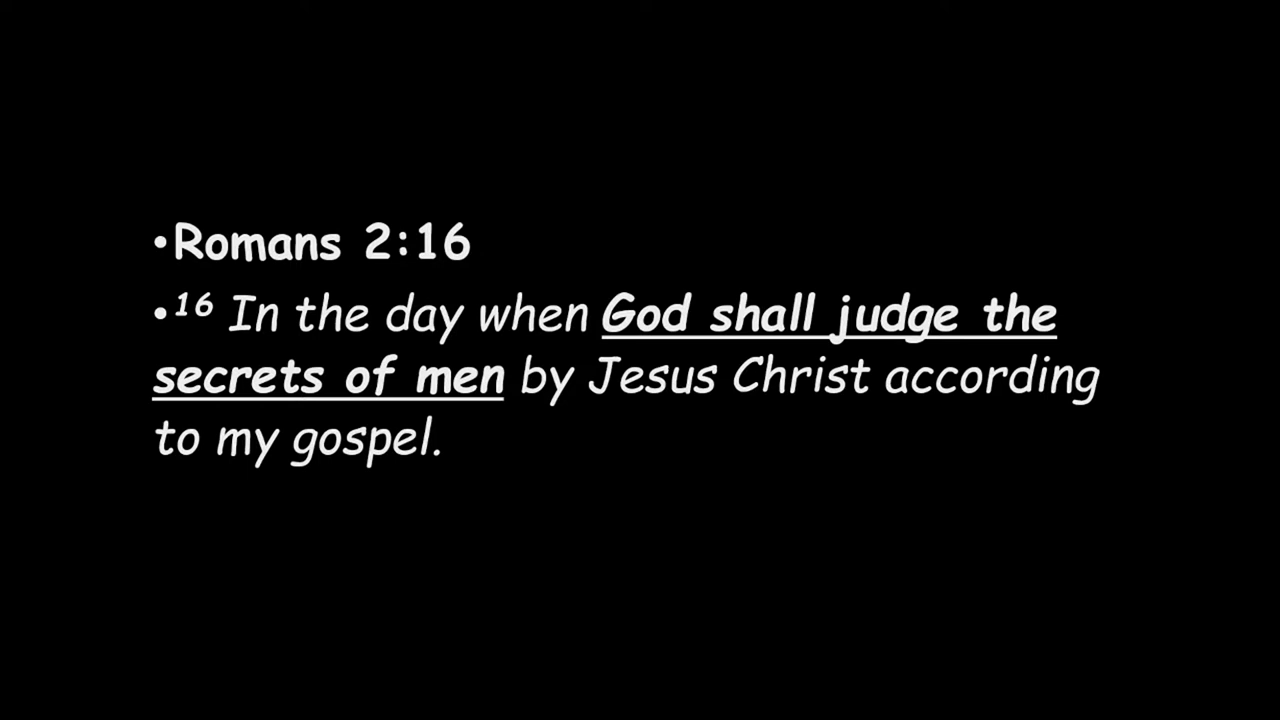 •Romans 2:16
•16 In the day when God shall judge the
secrets of men by Jesus Christ according
to my gospel.